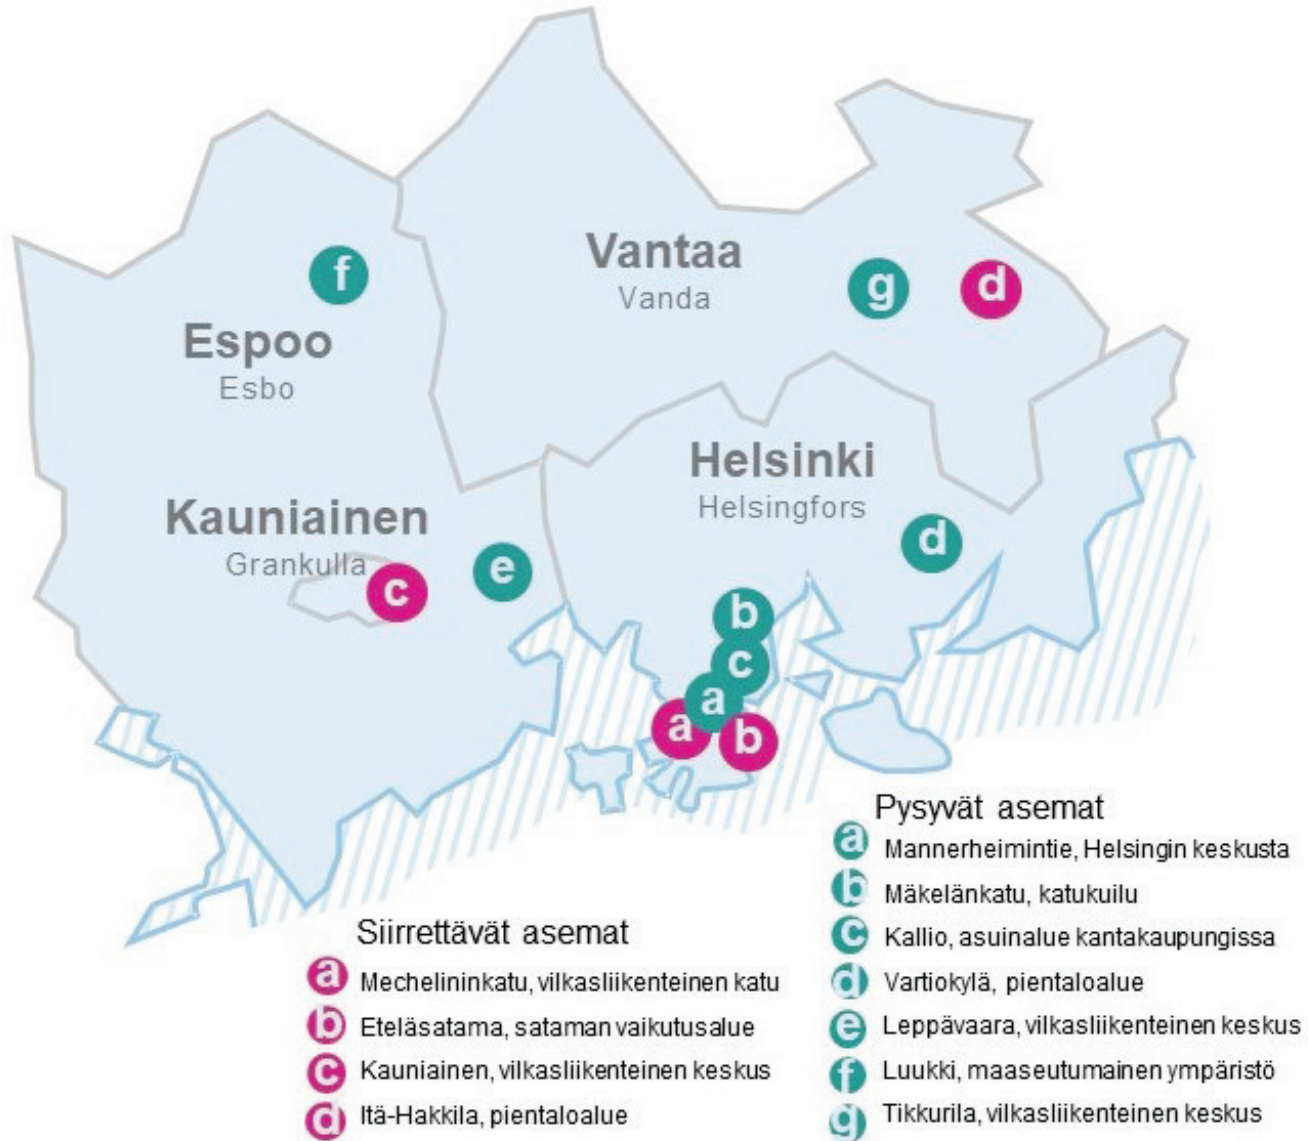 Vantaa
Vanda
f
g
d
Espoo
Esbo
Helsinki
Helsingfors
Kauniainen
Grankulla
d
e
c
b
c
a
a
b
Pysyvät asemat
a Mannerheimintie, Helsingin keskusta
b Mäkelänkatu, katukuilu
c Kallio, asuinalue kantakaupungissa
d Vartiokylä, pientaloalue
e Leppävaara, vilkasliikenteinen keskus
f Luukki, maaseutumainen ympäristö
g Tikkurila, vilkasliikenteinen keskus
Siirrettävät asemat
a Mechelininkatu, vilkasliikenteinen katu
b Eteläsatama, sataman vaikutusalue
c Kauniainen, vilkasliikenteinen keskus
d Itä-Hakkila, pientaloalue